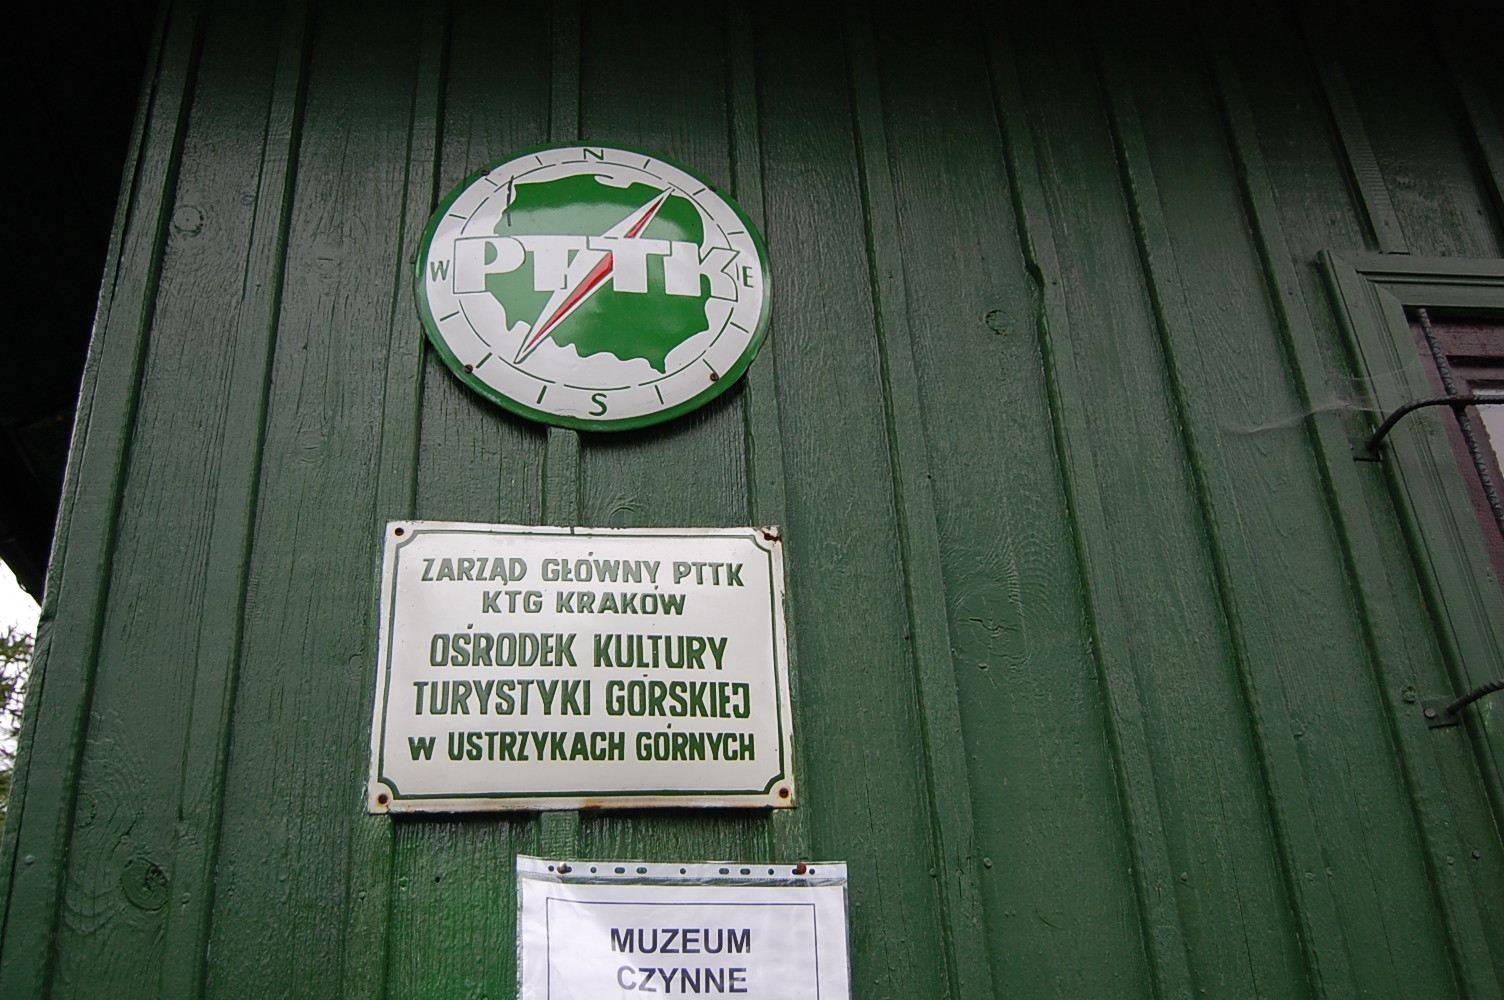 N
W PTTK E
S
ZARZĄD GŁÓWNY PTTK
KTG KRAKÓW
OŚRODEK KULTURY
TURYSTYKI GÓRSKIEJ
W USTRZYKACH GÓRNYCH
MUZEUM
CZYNNE